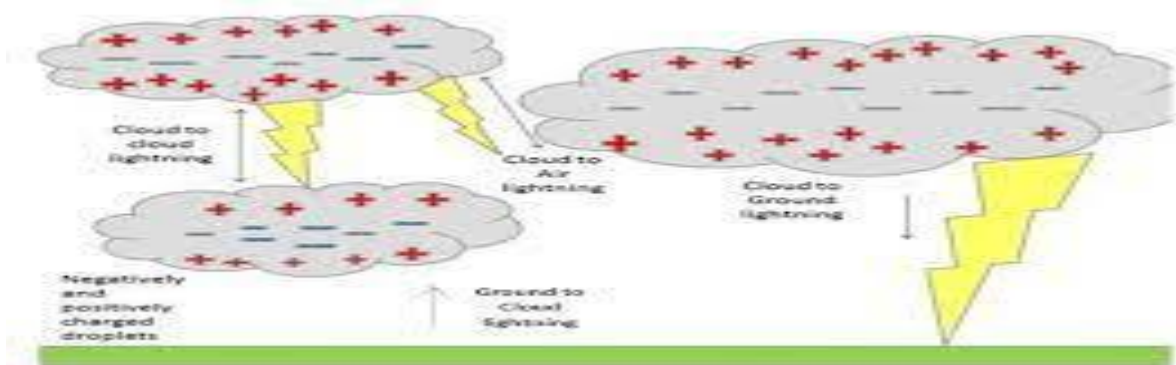 Cloud to
cloud
lightning
Cloud to
Air
lightning
Cloud to
Ground
lightning
Negatively
and
positively
charged
droplets
Ground to
Cloud
lightning